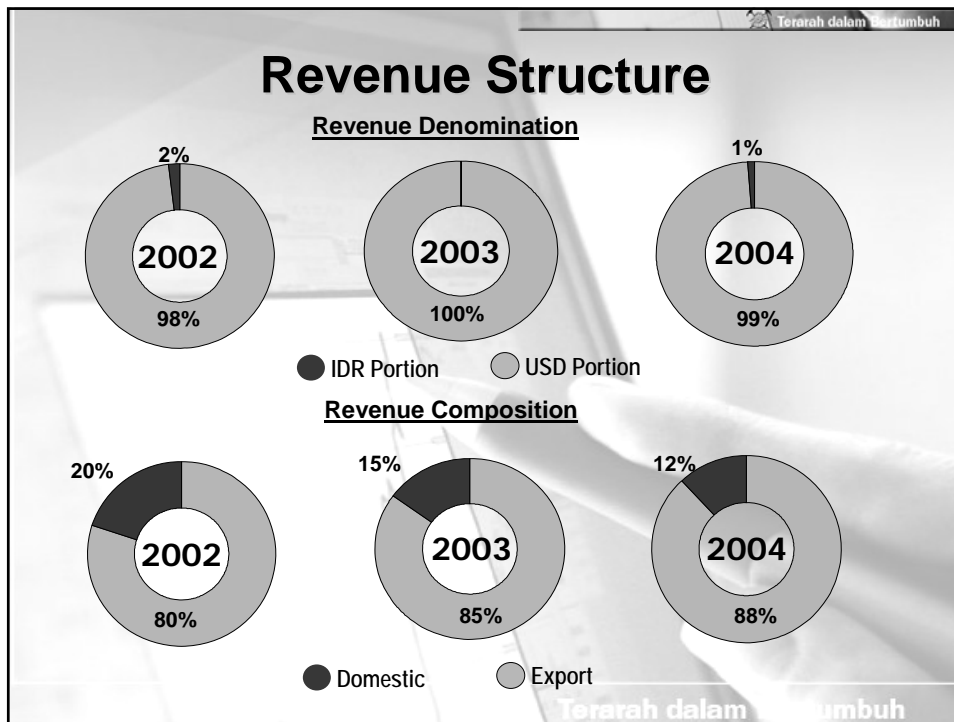 Terarah dalam Bertumbuh
Revenue Structure
Revenue Denomination
2%
1%
2002
2003
2004
98%
100%
99%
IDR Portion
USD Portion
Revenue Composition
20%
15%
12%
2002
2003
2004
80%
85%
88%
Domestic
Export
Terarah dalam Bertumbuh